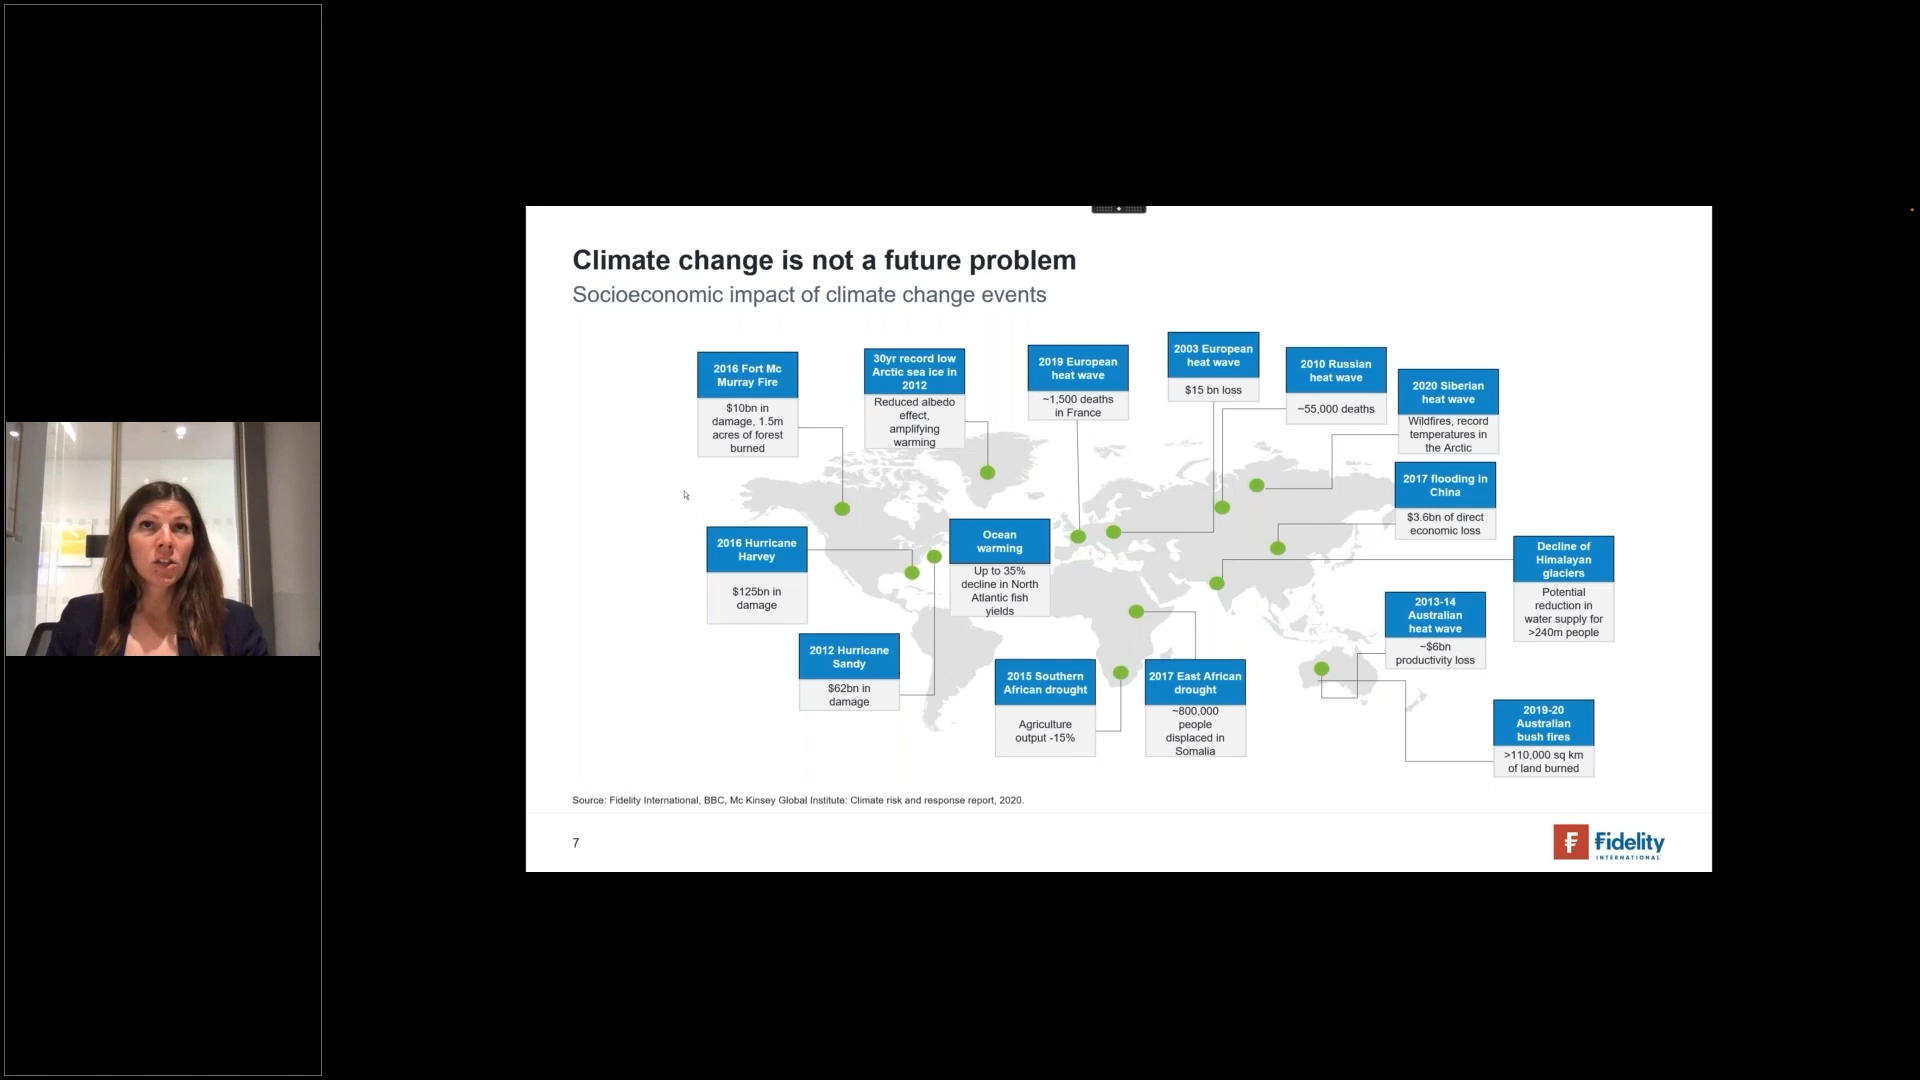 Climate change is not a future problem
Socioeconomic impact of climate change events
2016 Fort Mc
Murray Fire
$10bn in
damage, 1.5m
acres of forest
burned
30yr record low
Arctic sea ice in
2012
Reduced albedo
effect,
amplifying
warming
2019 European
heat wave
~1,500 deaths
in France
2003 European
heat wave
$15 bn loss
2010 Russian
heat wave
~55,000 deaths
2020 Siberian
heat wave
Wildfires, record
temperatures in
the Arctic
2017 flooding in
China
$3.6bn of direct
economic loss
2016 Hurricane
Harvey
$125bn in
damage
Ocean
warming
Up to 35%
decline in North
Atlantic fish
yields
Decline of
Himalayan
glaciers
Potential
reduction in
water supply for
>240m people
2013-14
Australian
heat wave
~$6bn
productivity loss
2012 Hurricane
Sandy
$62bn in
damage
2015 Southern
African drought
Agriculture
output -15%
2017 East African
drought
~800,000
people
displaced in
Somalia
2019-20
Australian
bush fires
>110,000 sq km
of land burned
Source: Fidelity International, BBC, Mc Kinsey Global Institute: Climate risk and response report, 2020.
7
Fidelity
INTERNATIONAL